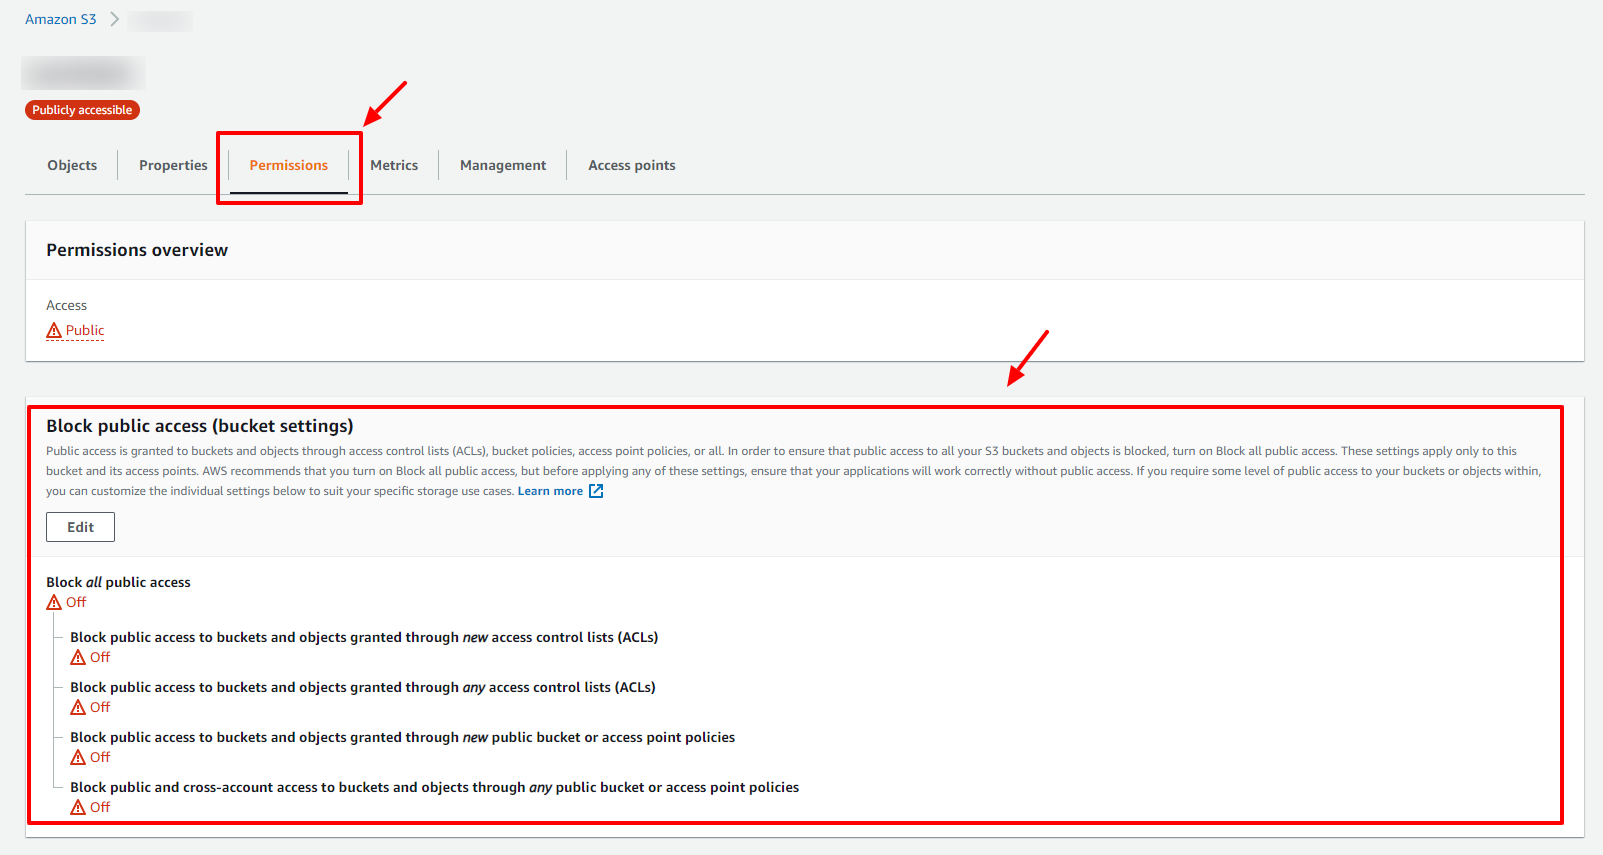 Amazon S3
Publicly accessible
Objects
Properties
Permissions
Metrics
Management
Access points
Permissions overview
Access
Public
Block public access (bucket settings)
Public access is granted to buckets and objects through access control lists (ACLs), bucket policies, access point policies, or all. In order to ensure that public access to all your S3 buckets and objects is blocked, turn on Block all public access. These settings apply only to this
bucket and its access points. AWS recommends that you turn on Block all public access, but before applying any of these settings, ensure that your applications will work correctly without public access. If you require some level of public access to your buckets or objects within,
you can customize the individual settings below to suit your specific storage use cases. Learn more
Edit
Block all public access
Off
Block public access to buckets and objects granted through new access control lists (ACLs)
Off
Block public access to buckets and objects granted through any access control lists (ACLs)
Off
Block public access to buckets and objects granted through new public bucket or access point policies
Off
Block public and cross-account access to buckets and objects through any public bucket or access point policies
Off